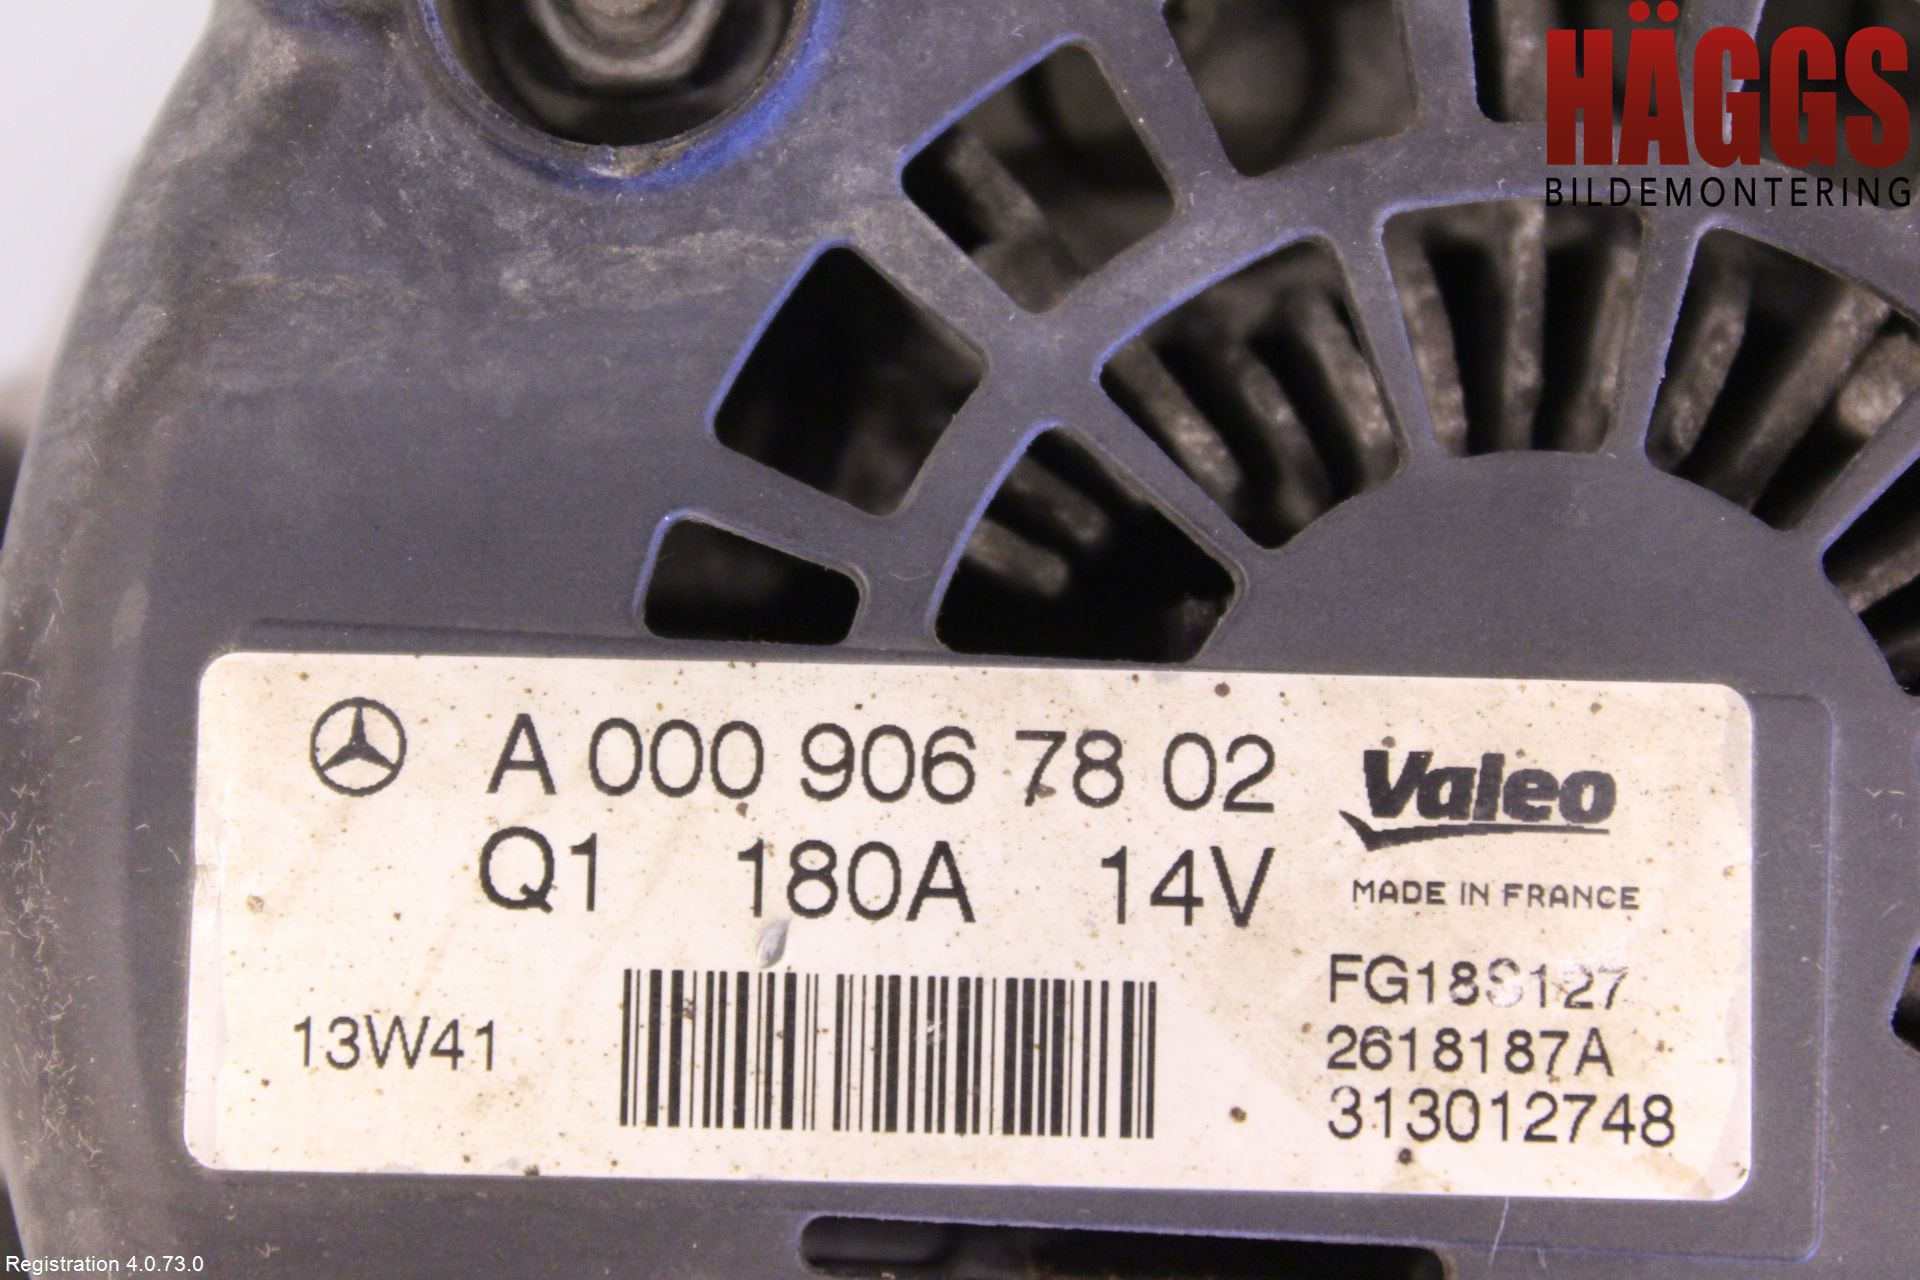 HÄGGS
BILDEMONTERING
A 000 906 78 02
Q1 180A 14V
Valeo
MADE IN FRANCE
13W41
FG18S127
2618187A
313012748
Registration 4.0.73.0